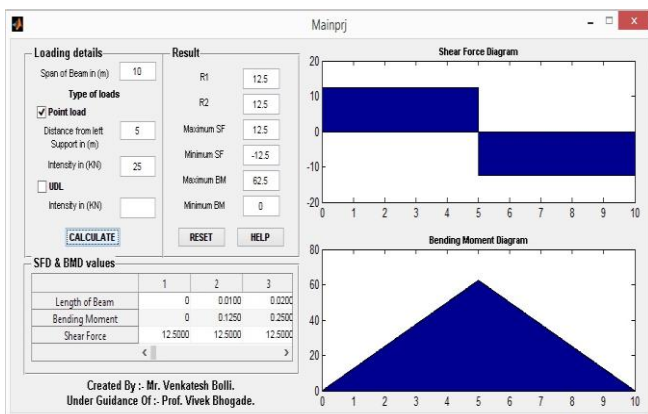 Mainprj
Loading details
Span of Beam in (m) 10
Type of loads
Point load
Distance from left
Support in (m) 5
Intensity in (KN) 25
UDL
Intensity in (KN)
CALCULATE
Result
R1 12.5
R2 12.5
Maximum SF 12.5
Minimum SF -12.5
Maximum BM 62.5
Minimum BM 0
RESET HELP
SFD & BMD values
1 2 3
Length of Beam 0 0.0100 0.0200
Bending Moment 0 0.1250 0.2500
Shear Force 12.5000 12.5000 12.5000
Created By :- Mr. Venkatesh Bolli.
Under Guidance Of :- Prof. Vivek Bhogade.
Shear Force Diagram
20
10
0
-10
-20
0 1 2 3 4 5 6 7 8 9 10
Bending Moment Diagram
80
60
40
20
0
0 1 2 3 4 5 6 7 8 9 10